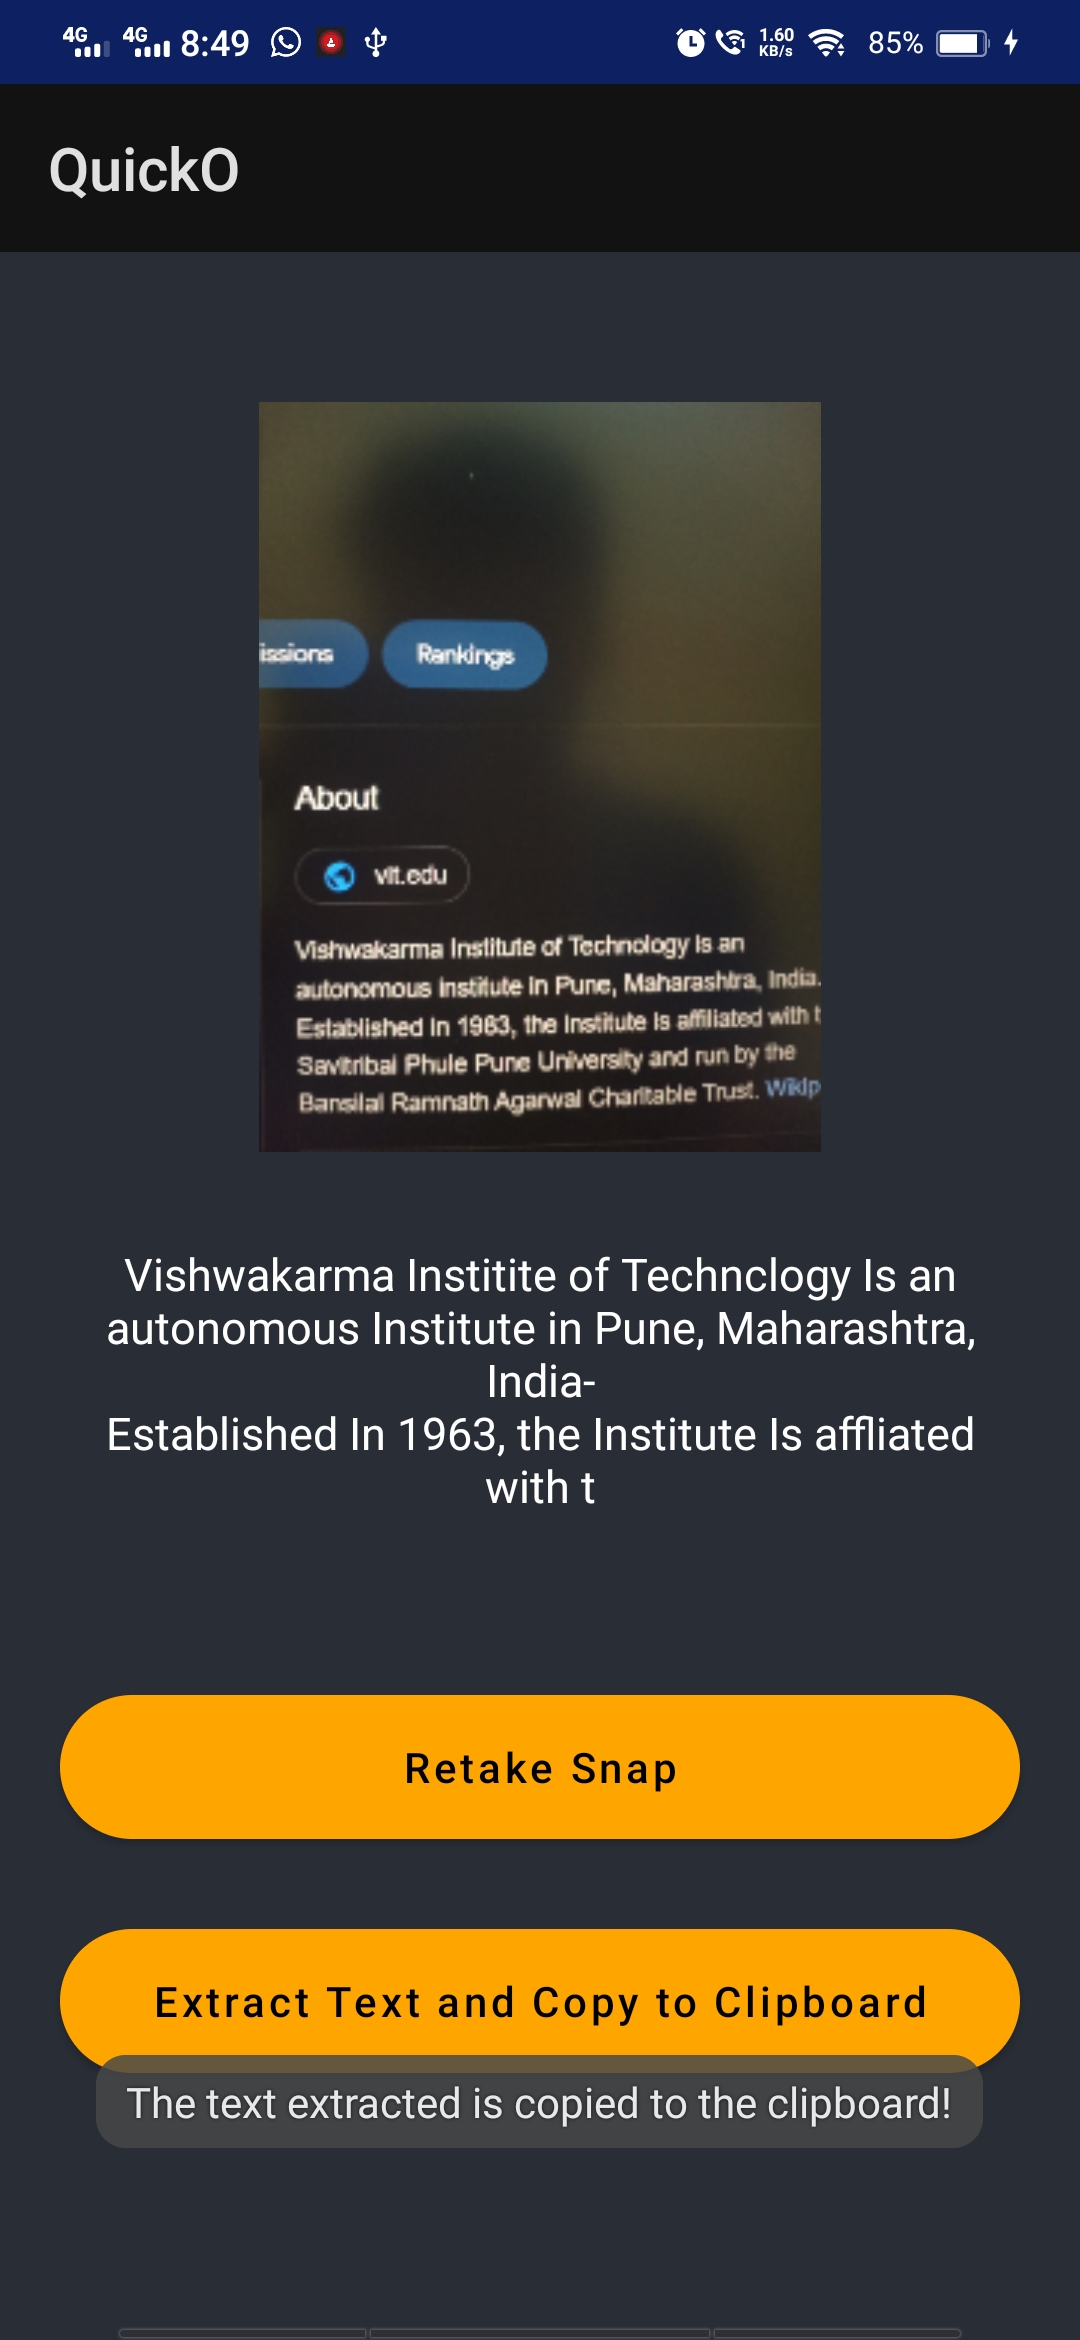 4G 4G 8:49 1.60 KB/s 85%
QuickO
issions Rankings
About
vit.edu
Vishwakarma Institute of Technology is an
autonomous institute in Pune, Maharashtra, India.
Established in 1983, the institute is affiliated with t
Savitribai Phule Pune University and run by the
Bansilal Ramnath Agarwal Charitable Trust. Wikip
Vishwakarma Institite of Technclogy Is an
autonomous Institute in Pune, Maharashtra,
India-
Established In 1963, the Institute Is affliated
with t
Retake Snap
Extract Text and Copy to Clipboard
The text extracted is copied to the clipboard!